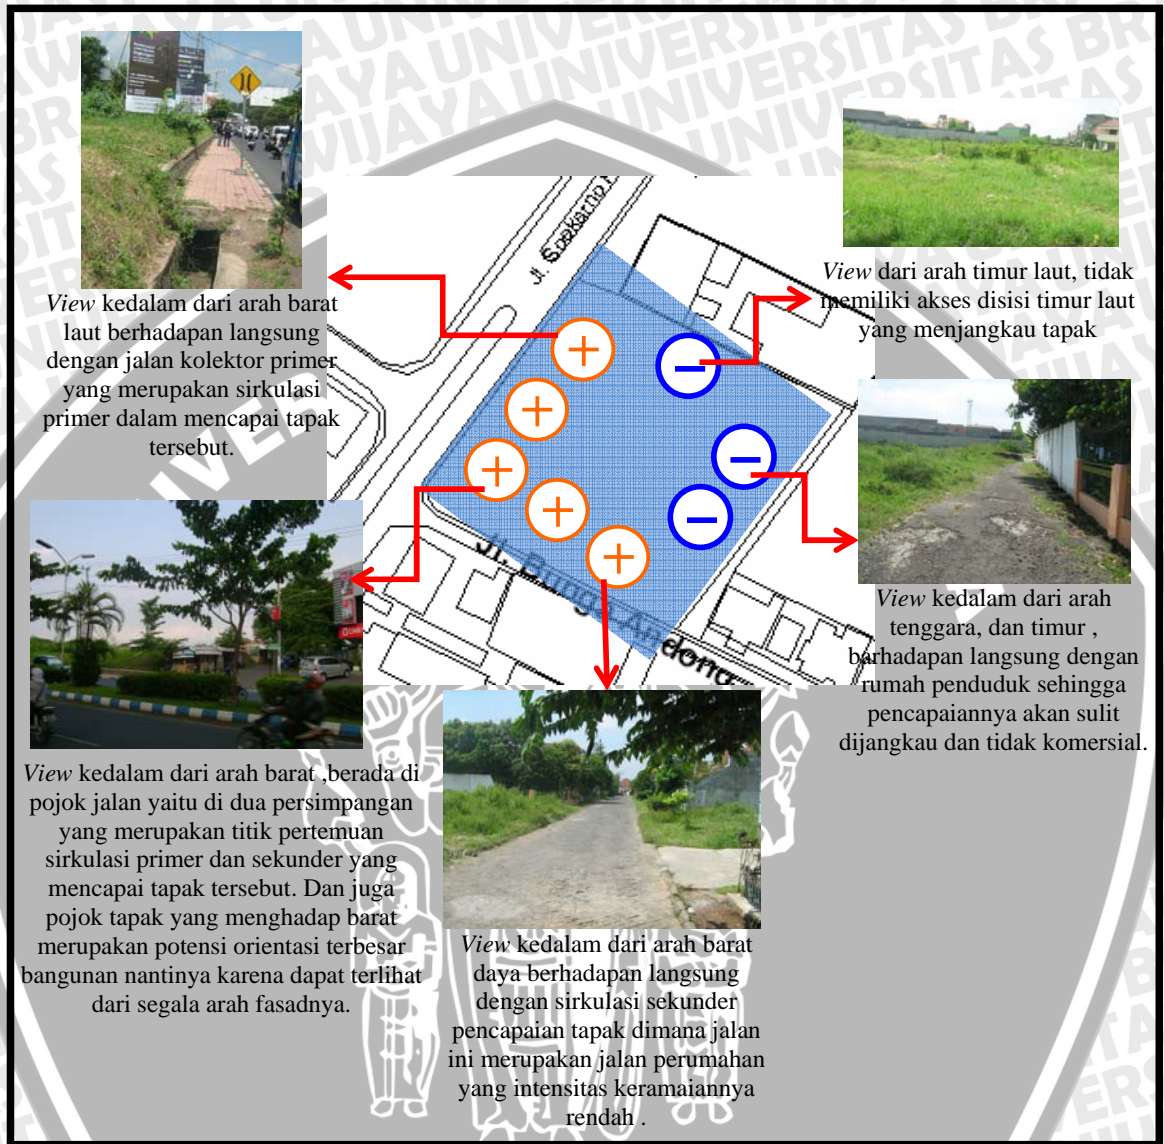 View kedalam dari arah barat
laut berhadapan langsung
dengan jalan kolektor primer
yang merupakan sirkulasi
primer dalam mencapai tapak
tersebut.
Jl. Soekarno
View dari arah timur laut, tidak
memiliki akses disisi timur laut
yang menjangkau tapak
View kedalam dari arah
tenggara, dan timur ,
barhadapan langsung dengan
rumah penduduk sehingga
pencapaiannya akan sulit
dijangkau dan tidak komersial.
Jl. Bung
View kedalam dari arah barat ,berada di
pojok jalan yaitu di dua persimpangan
yang merupakan titik pertemuan
sirkulasi primer dan sekunder yang
mencapai tapak tersebut. Dan juga
pojok tapak yang menghadap barat
merupakan potensi orientasi terbesar
bangunan nantinya karena dapat terlihat
dari segala arah fasadnya.
View kedalam dari arah barat
daya berhadapan langsung
dengan sirkulasi sekunder
pencapaian tapak dimana jalan
ini merupakan jalan perumahan
yang intensitas keramaiannya
rendah .
UNIVERSITAS BRAWIJAYA